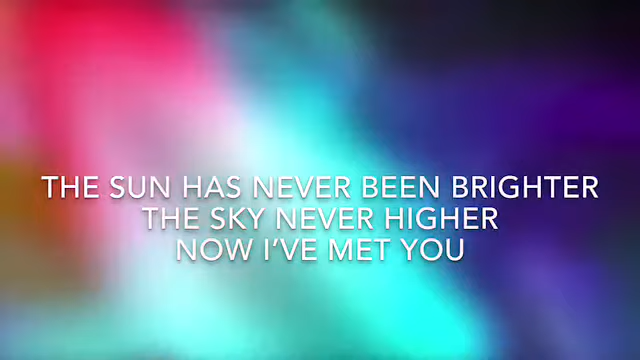 THE SUN HAS NEVER BEEN BRIGHTER
THE SKY NEVER HIGHER
NOW I'VE MET YOU